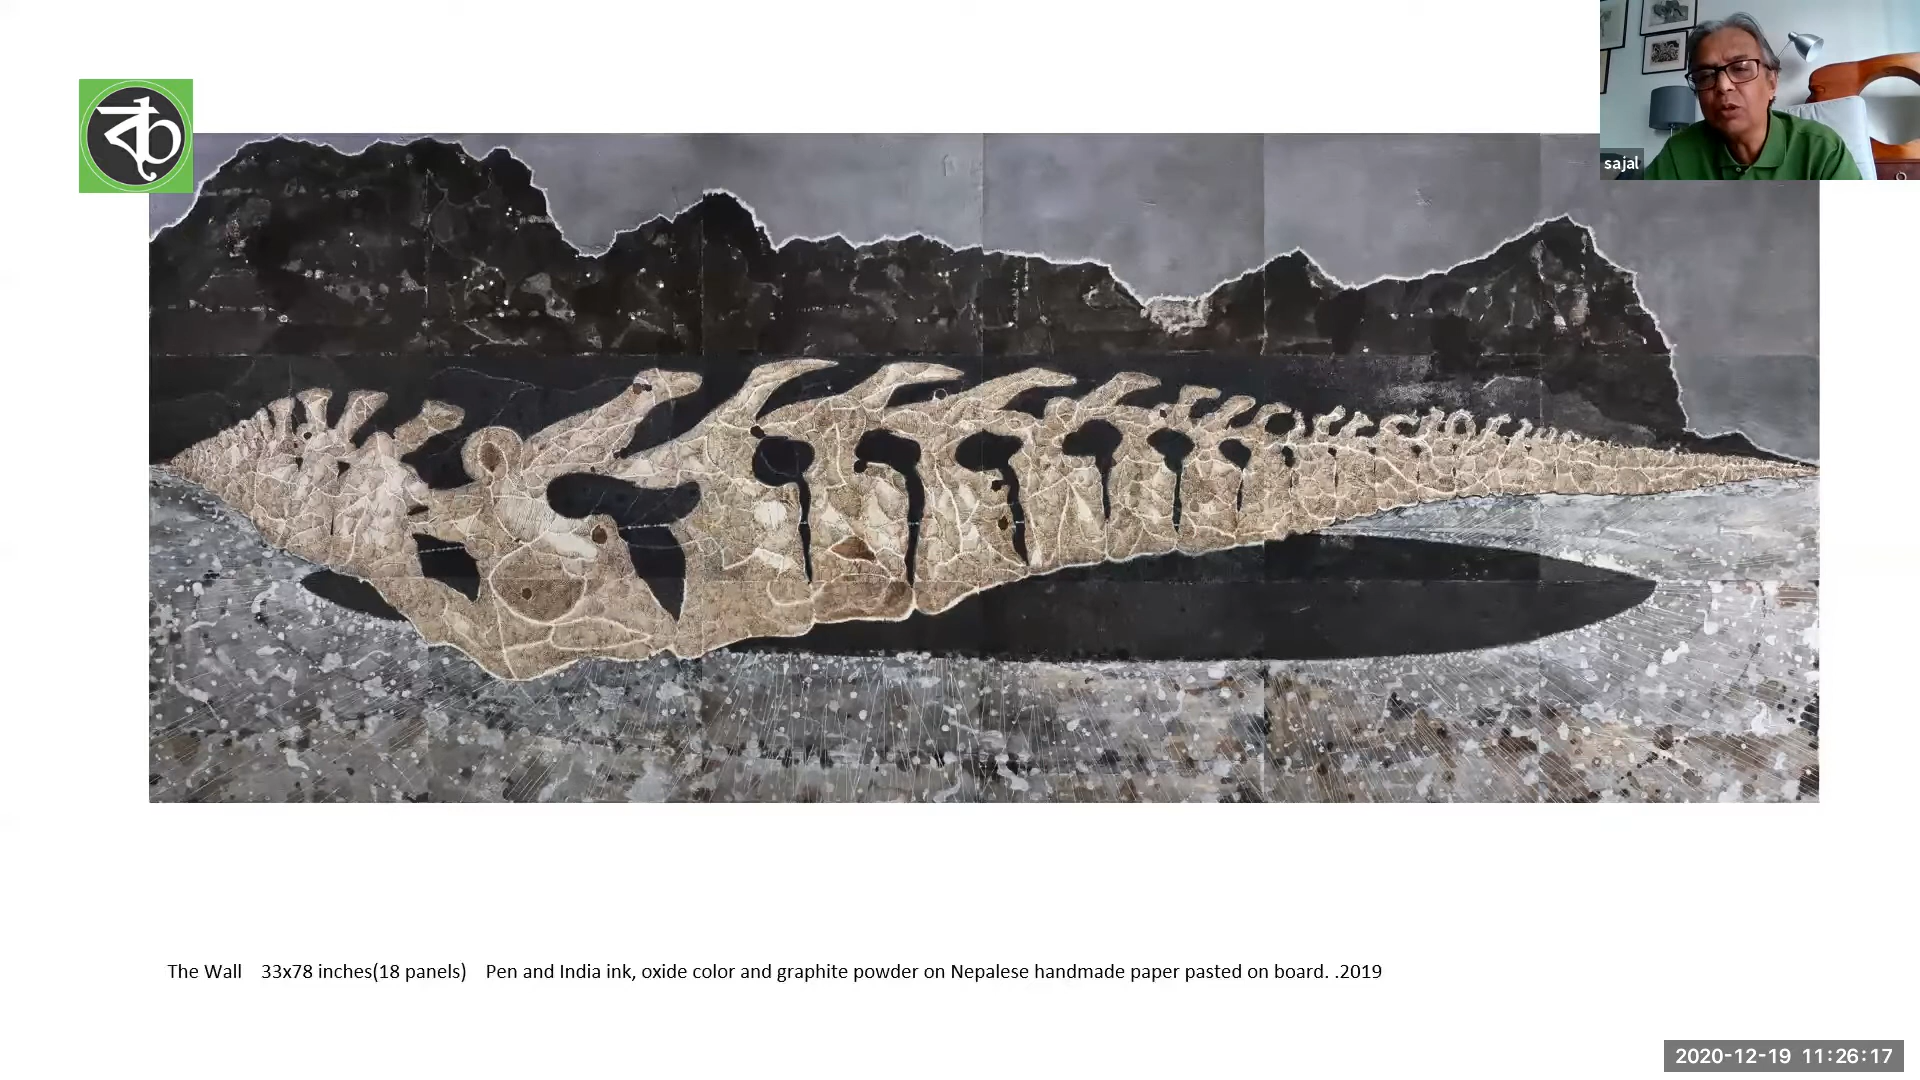 ক
sajal
The Wall 33x78 inches(18 panels) Pen and India ink, oxide color and graphite powder on Nepalese handmade paper pasted on board. .2019
2020-12-19 11:26:17